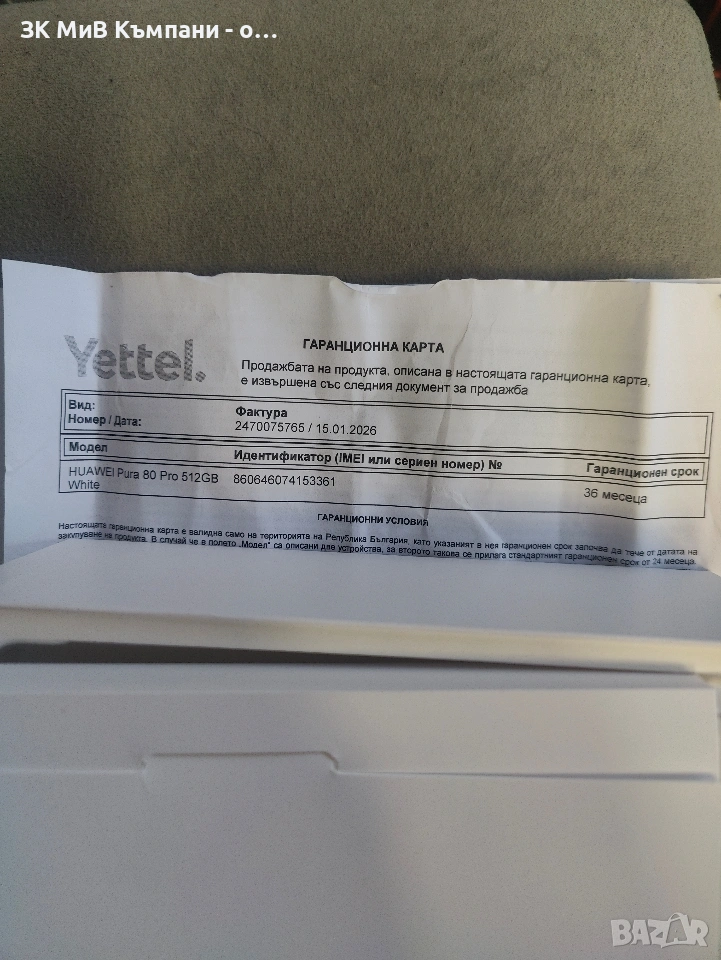 ЗК МиВ Къмпани - о...
Yettel.
ГАРАНЦИОННА КАРТА
Продажбата на продукта, описана в настоящата гаранционна карта,
е извършена със следния документ за продажба
Вид: Фактура
Номер / Дата: 2470075765 / 15.01.2026
Модел Идентификатор (IMEI или сериен номер) № Гаранционен срок
HUAWEI Pura 80 Pro 512GB 860646074153361 36 месеца
White
ГАРАНЦИОННИ УСЛОВИЯ
Настоящата гаранционна карта е валидна само на територията на Република България, като указаният в нея гаранционен срок започва да тече от датата на
закупуване на продукта. В случай че в полето „Модел" са описани две устройства, за второто такова се прилага стандартният гаранционен срок от 24 месеца.
BAZAR